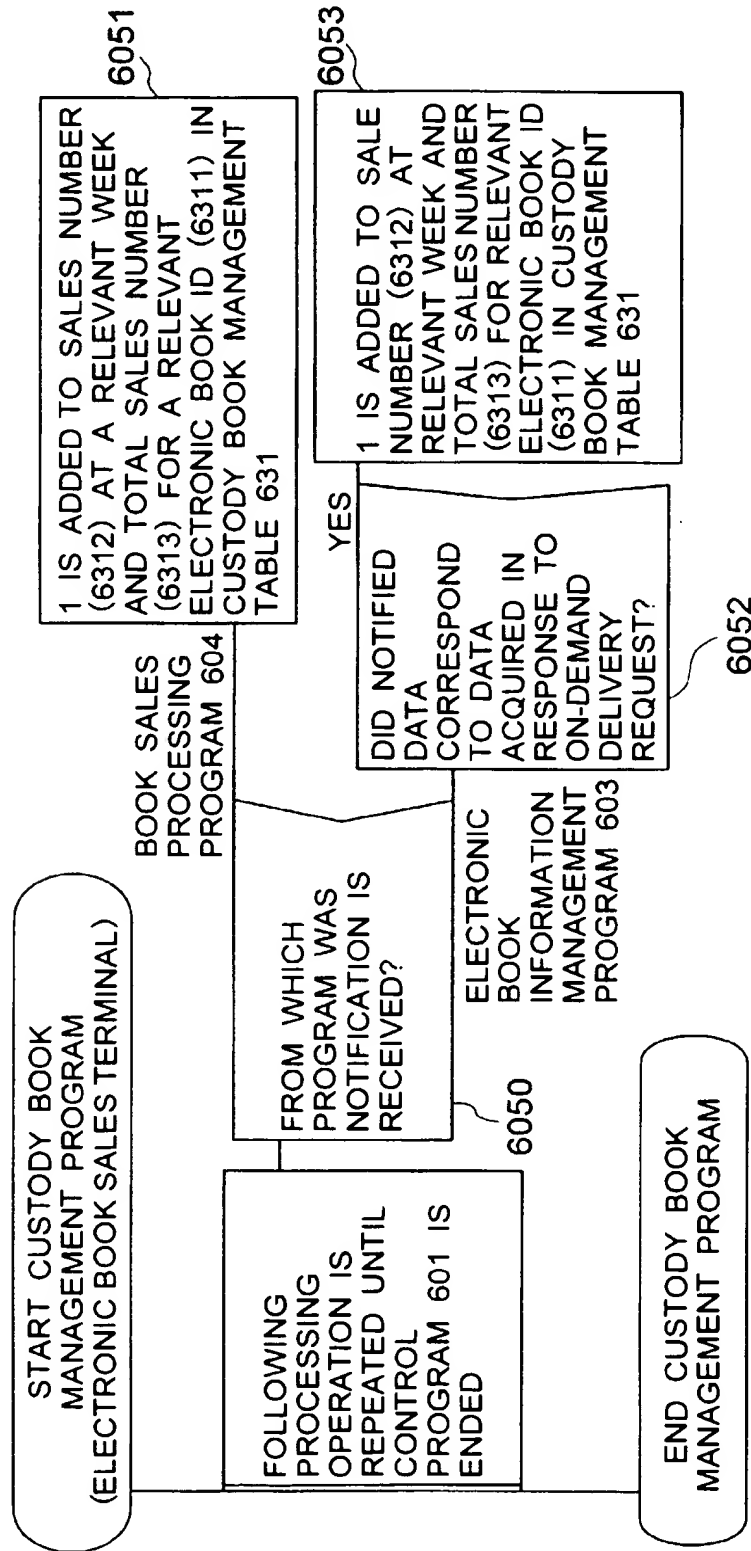 START CUSTODY BOOK
MANAGEMENT PROGRAM
(ELECTRONIC BOOK SALES TERMINAL)
FOLLOWING
PROCESSING
OPERATION IS
REPEATED UNTIL
CONTROL
PROGRAM 601 IS
ENDED
FROM WHICH
PROGRAM WAS
NOTIFICATION IS
RECEIVED?
6050
BOOK SALES
PROCESSING
PROGRAM 604
1 IS ADDED TO SALES NUMBER
(6312) AT A RELEVANT WEEK
AND TOTAL SALES NUMBER
(6313) FOR A RELEVANT
ELECTRONIC BOOK ID (6311) IN
CUSTODY BOOK MANAGEMENT
TABLE 631
6051
ELECTRONIC
BOOK
INFORMATION
MANAGEMENT
PROGRAM 603
DID NOTIFIED
DATA
CORRESPOND
TO DATA
ACQUIRED IN
RESPONSE TO
ON-DEMAND
DELIVERY
REQUEST?
6052
YES
1 IS ADDED TO SALE
NUMBER (6312) AT
RELEVANT WEEK AND
TOTAL SALES NUMBER
(6313) FOR RELEVANT
ELECTRONIC BOOK ID
(6311) IN CUSTODY
BOOK MANAGEMENT
TABLE 631
6053
END CUSTODY BOOK
MANAGEMENT PROGRAM